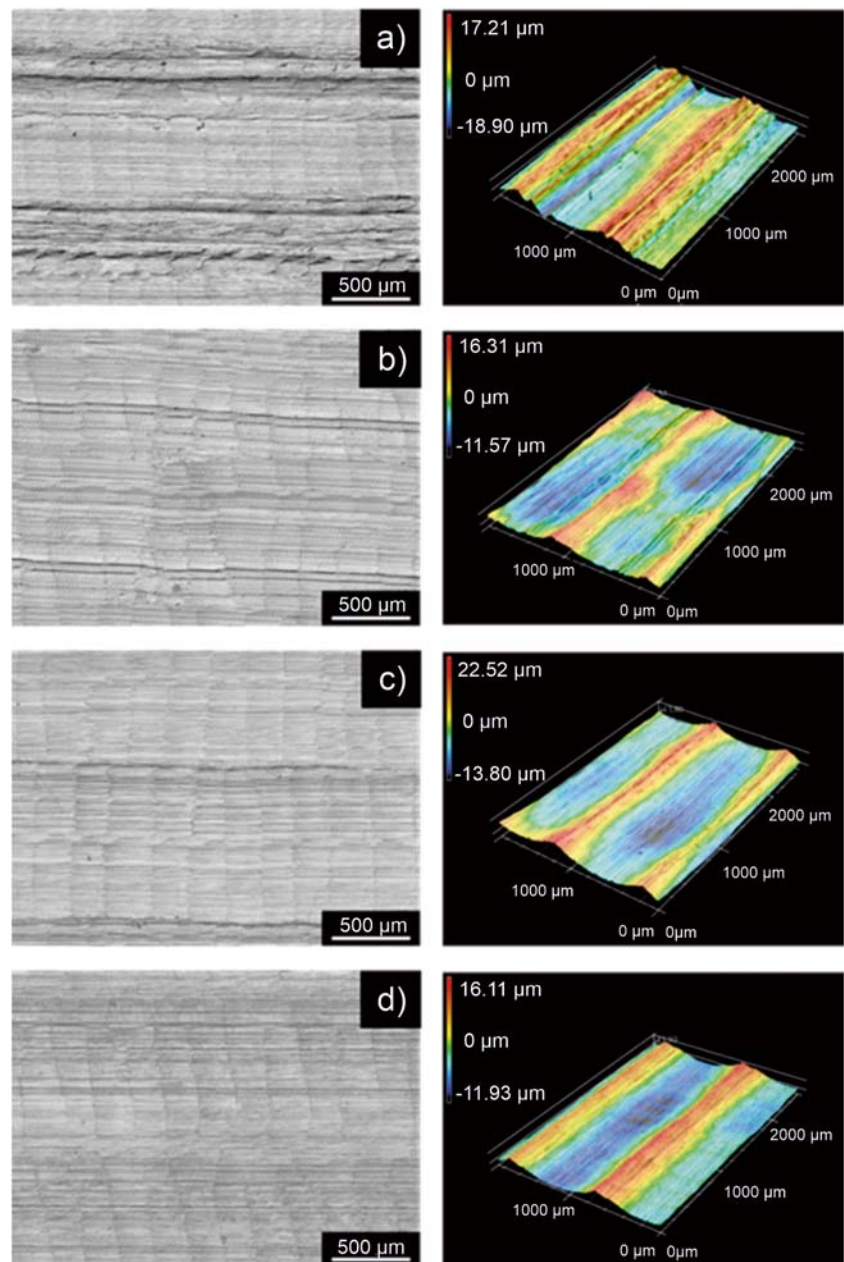 a)
500 µm
17.21 µm
0 µm
-18.90 µm
2000 µm
1000 µm
1000 µm
0 µm 0µm
b)
500 µm
16.31 µm
0 µm
-11.57 µm
2000 µm
1000 µm
1000 µm
0 µm 0µm
c)
500 µm
22.52 µm
0 µm
-13.80 µm
2000 µm
1000 µm
1000 µm
0 µm 0µm
d)
500 µm
16.11 µm
0 µm
-11.93 µm
2000 µm
1000 µm
1000 µm
0 µm 0µm